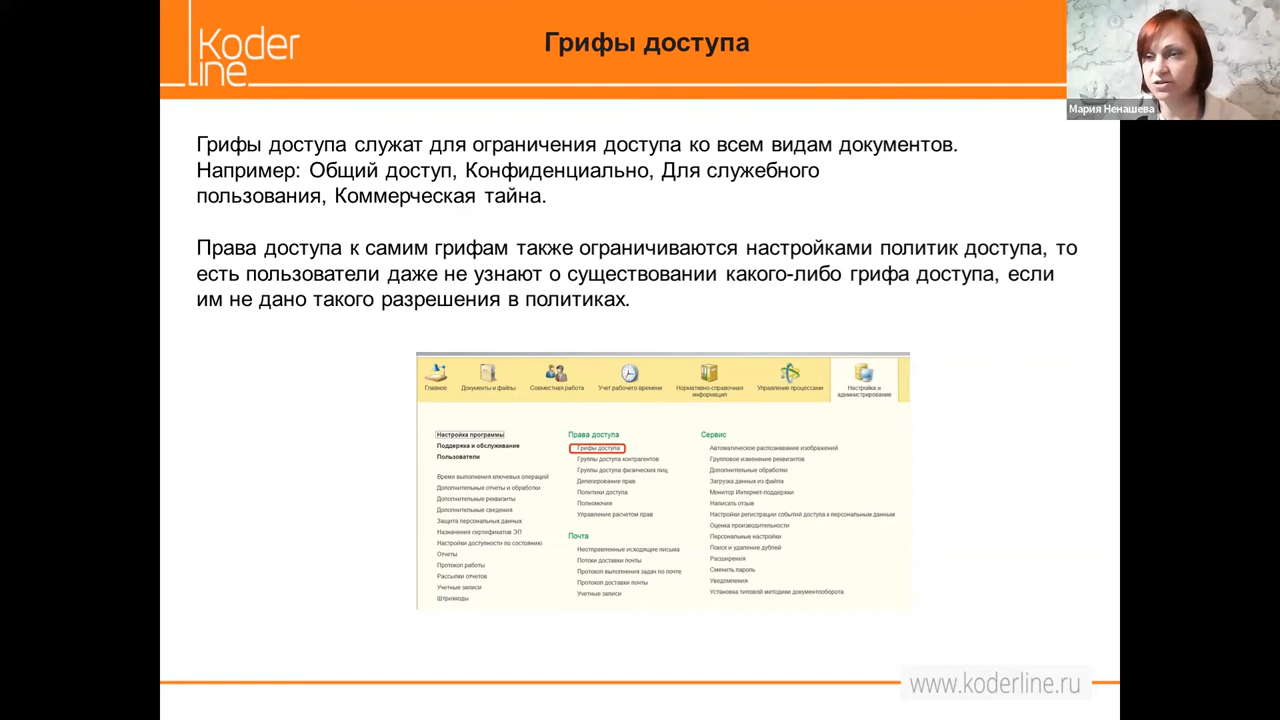 Koder
line
Грифы доступа
Мария Ненашева
Грифы доступа служат для ограничения доступа ко всем видам документов.
Например: Общий доступ, Конфиденциально, Для служебного
пользования, Коммерческая тайна.
Права доступа к самим грифам также ограничиваются настройками политик доступа, то
есть пользователи даже не узнают о существовании какого-либо грифа доступа, если
им не дано такого разрешения в политиках.
Главное
Документы и файлы
Совместная работа
Учет рабочего времени
Нормативно-справочная
информация
Управление процессами
Настройка и
администрирование
Настройка программы
Поддержка и обслуживание
Пользователи
Время выполнения ключевых операций
Дополнительные отчеты и обработки
Дополнительные реквизиты
Дополнительные сведения
Защита персональных данных
Назначения сертификатов ЭП
Настройки доступности по состоянию
Отчеты
Протокол работы
Рассылки отчетов
Учетные записи
Штрихкоды
Права доступа
Грифы доступа
Группы доступа контрагентов
Группы доступа физических лиц
Делегирование прав
Политики доступа
Полномочия
Управление расчетом прав
Почта
Неотправленные исходящие письма
Потоки доставки почты
Протокол выполнения задач по почте
Протокол доставки почты
Учетные записи
Сервис
Автоматическое распознавание изображений
Групповое изменение реквизитов
Дополнительные обработки
Загрузка данных из файла
Монитор Интернет-поддержки
Написать отзыв
Настройки регистрации событий доступа к персональным данным
Оценка производительности
Персональные настройки
Поиск и удаление дублей
Расширения
Сменить пароль
Уведомления
Установка типовой методики документооборота
www.koderline.ru